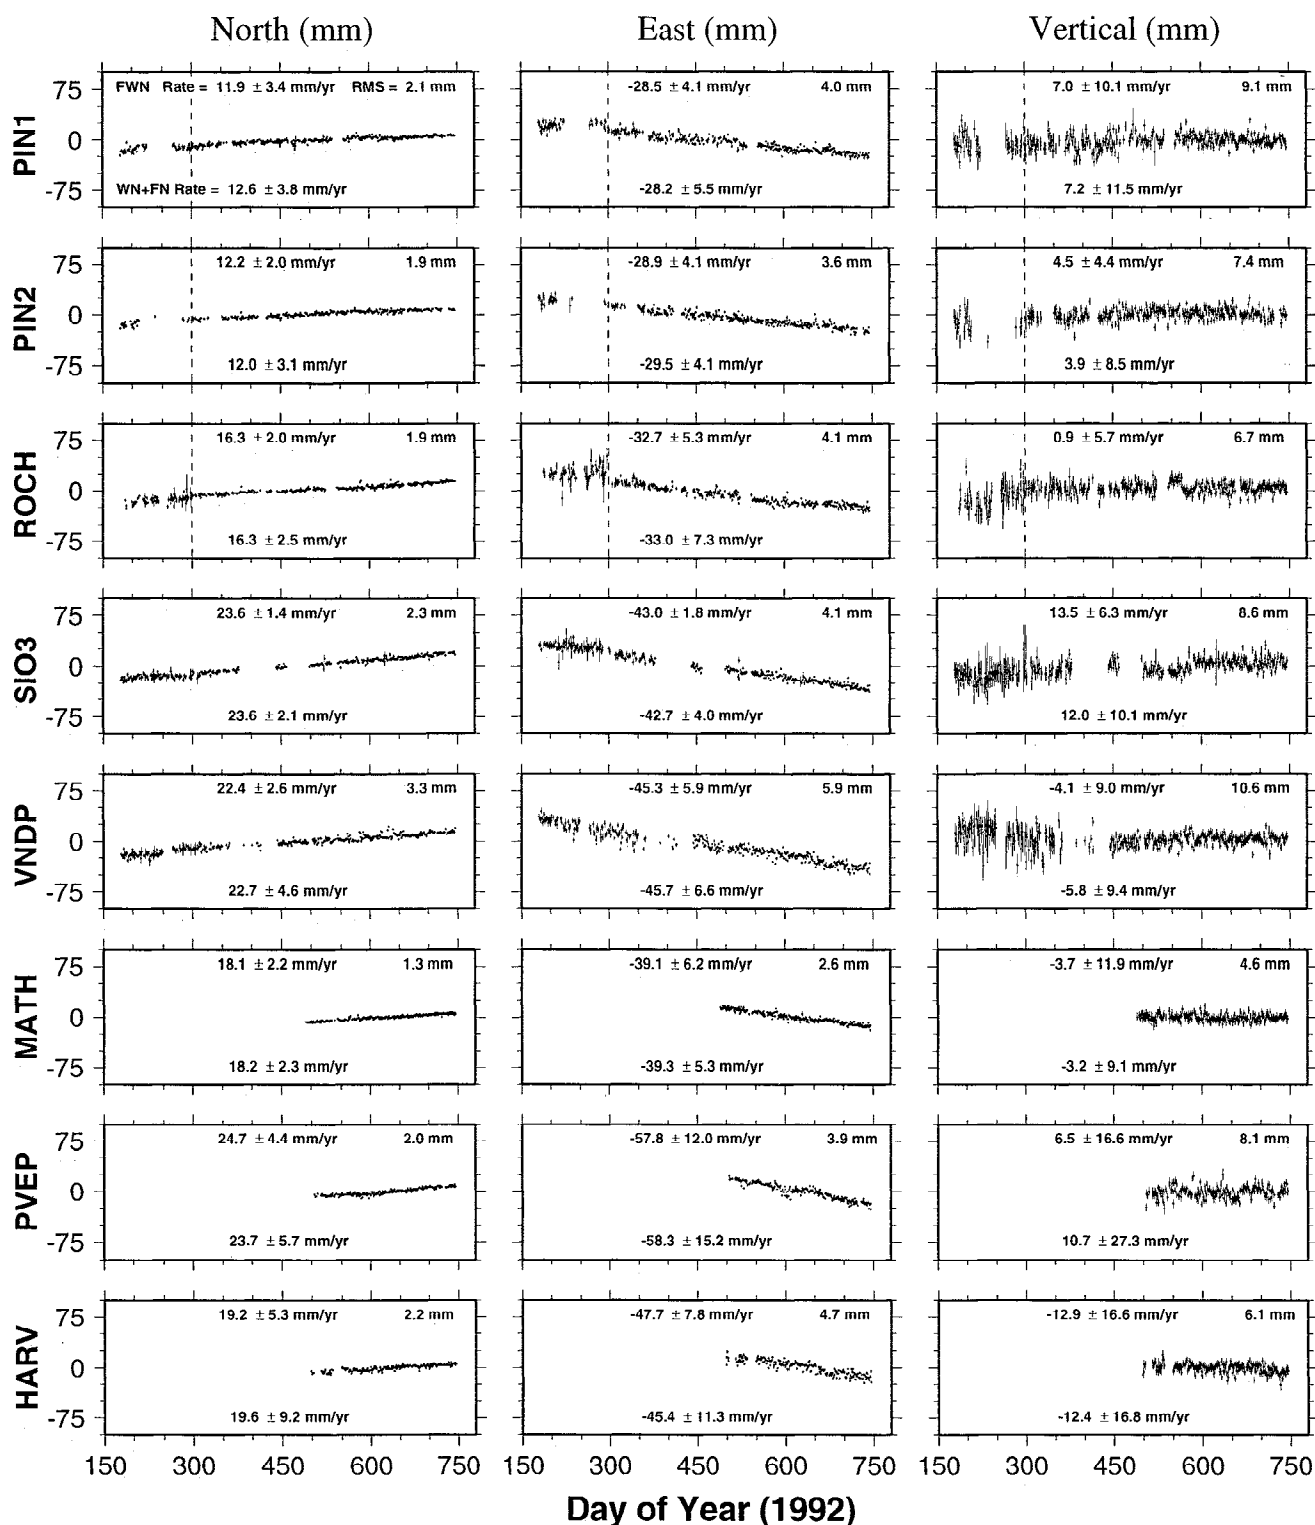 North (mm) East (mm) Vertical (mm)
PIN1
75
0
-75
FWN Rate = 11.9 ± 3.4 mm/yr RMS = 2.1 mm
WN+FN Rate = 12.6 ± 3.8 mm/yr
-28.5 ± 4.1 mm/yr 4.0 mm
-28.2 ± 5.5 mm/yr
7.0 ± 10.1 mm/yr 9.1 mm
7.2 ± 11.5 mm/yr
PIN2
75
0
-75
12.2 ± 2.0 mm/yr 1.9 mm
12.0 ± 3.1 mm/yr
-28.9 ± 4.1 mm/yr 3.6 mm
-29.5 ± 4.1 mm/yr
4.5 ± 4.4 mm/yr 7.4 mm
3.9 ± 8.5 mm/yr
ROCH
75
0
-75
16.3 ± 2.0 mm/yr 1.9 mm
16.3 ± 2.5 mm/yr
-32.7 ± 5.3 mm/yr 4.1 mm
-33.0 ± 7.3 mm/yr
0.9 ± 5.7 mm/yr 6.7 mm
SIO3
75
0
-75
23.6 ± 1.4 mm/yr 2.3 mm
23.6 ± 2.1 mm/yr
-43.0 ± 1.8 mm/yr 4.1 mm
-42.7 ± 4.0 mm/yr
13.5 ± 6.3 mm/yr 8.6 mm
12.0 ± 10.1 mm/yr
VNDP
75
0
-75
22.4 ± 2.6 mm/yr 3.3 mm
22.7 ± 4.6 mm/yr
-45.3 ± 5.9 mm/yr 5.9 mm
-45.7 ± 6.6 mm/yr
-4.1 ± 9.0 mm/yr 10.6 mm
-5.8 ± 9.4 mm/yr
MATH
75
0
-75
18.1 ± 2.2 mm/yr 1.3 mm
18.2 ± 2.3 mm/yr
-39.1 ± 6.2 mm/yr 2.6 mm
-39.3 ± 5.3 mm/yr
-3.7 ± 11.9 mm/yr 4.6 mm
-3.2 ± 9.1 mm/yr
PVEP
75
0
-75
24.7 ± 4.4 mm/yr 2.0 mm
23.7 ± 5.7 mm/yr
-57.8 ± 12.0 mm/yr 3.9 mm
-58.3 ± 15.2 mm/yr
6.5 ± 16.6 mm/yr 8.1 mm
10.7 ± 27.3 mm/yr
HARV
75
0
-75
19.2 ± 5.3 mm/yr 2.2 mm
19.6 ± 9.2 mm/yr
-47.7 ± 7.8 mm/yr 4.7 mm
-45.4 ± 11.3 mm/yr
-12.9 ± 16.6 mm/yr 6.1 mm
-12.4 ± 16.8 mm/yr
150 300 450 600 750 150 300 450 600 750 150 300 450 600 750
Day of Year (1992)